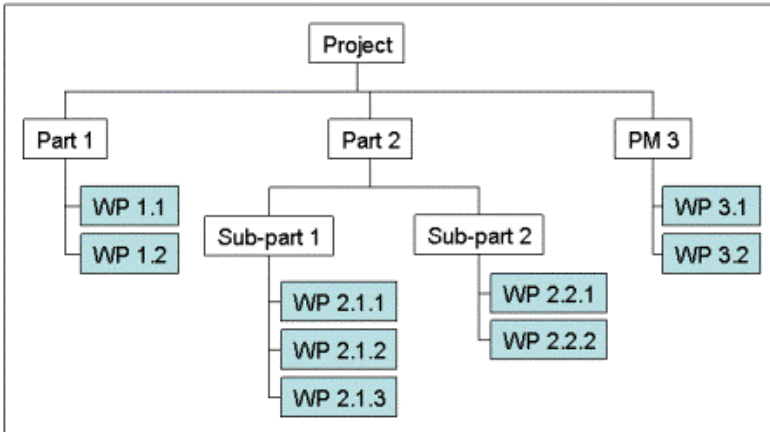 Project
Part 1
Part 2
PM 3
WP 1.1
WP 1.2
Sub-part 1
Sub-part 2
WP 3.1
WP 3.2
WP 2.1.1
WP 2.1.2
WP 2.1.3
WP 2.2.1
WP 2.2.2